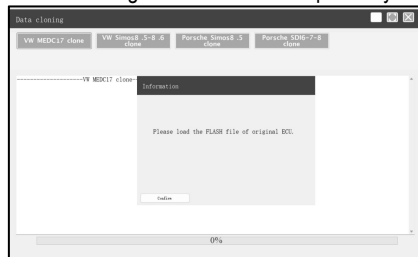 Data cloning
VW MEDC17 clone
VW Simos8 .5-8 .6
clone
Porsche Simos8 .5
clone
Porsche SDI6-7-8
clone
--------------------VW MEDC17 clone--
Information
Please load the FLASH file of original ECU.
Confirm
0%